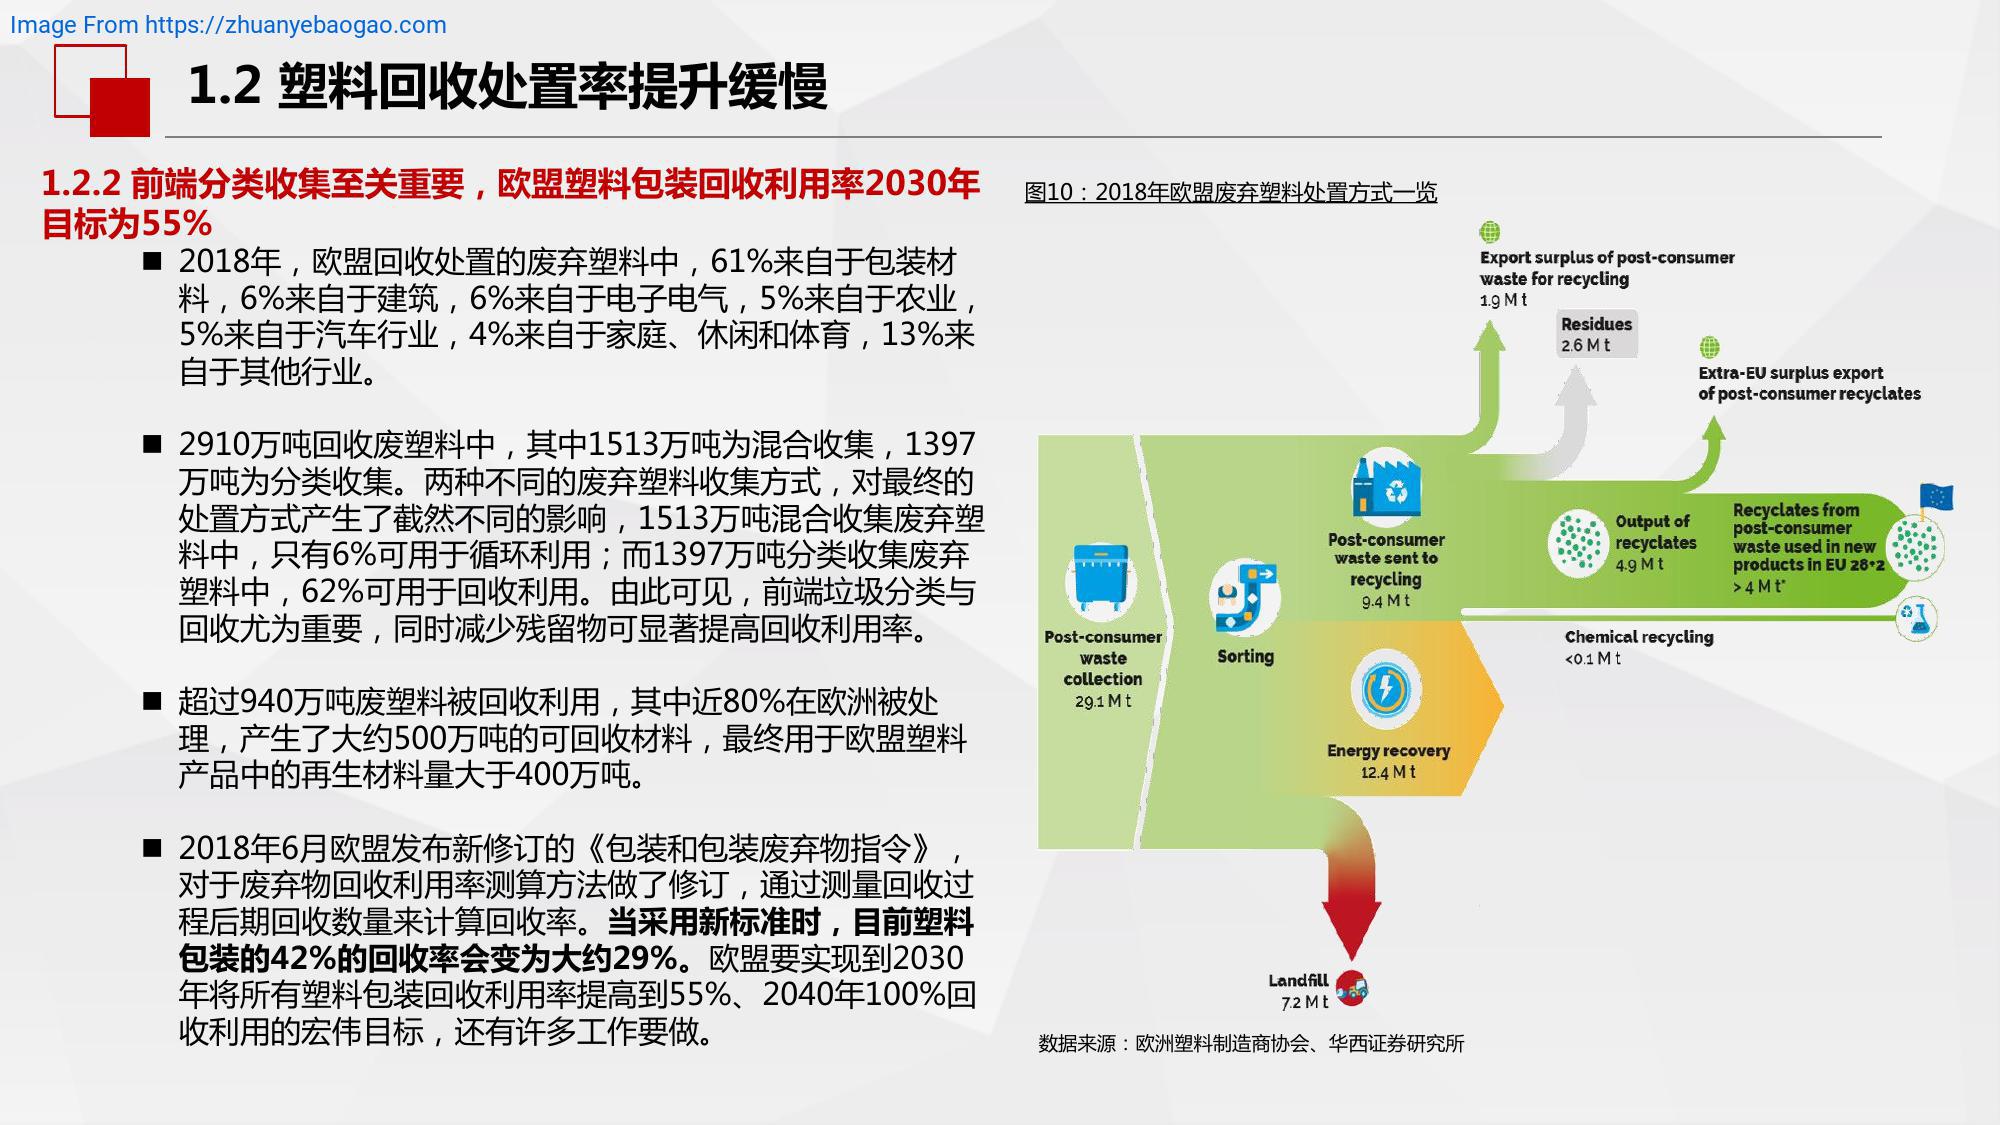 Image From https://zhuanyebaogao.com
1.2 塑料回收处置率提升缓慢
1.2.2 前端分类收集至关重要，欧盟塑料包装回收利用率2030年
目标为55%
■ 2018年，欧盟回收处置的废弃塑料中，61%来自于包装材
料，6%来自于建筑，6%来自于电子电气，5%来自于农业，
5%来自于汽车行业，4%来自于家庭、休闲和体育，13%来
自于其他行业。
■ 2910万吨回收废塑料中，其中1513万吨为混合收集，1397
万吨为分类收集。两种不同的废弃塑料收集方式，对最终的
处置方式产生了截然不同的影响，1513万吨混合收集废弃塑
料中，只有6%可用于循环利用；而1397万吨分类收集废弃
塑料中，62%可用于回收利用。由此可见，前端垃圾分类与
回收尤为重要，同时减少残留物可显著提高回收利用率。
■ 超过940万吨废塑料被回收利用，其中近80%在欧洲被处
理，产生了大约500万吨的可回收材料，最终用于欧盟塑料
产品中的再生材料量大于400万吨。
■ 2018年6月欧盟发布新修订的《包装和包装废弃物指令》，
对于废弃物回收利用率测算方法做了修订，通过测量回收过
程后期回收数量来计算回收率。当采用新标准时，目前塑料
包装的42%的回收率会变为大约29%。欧盟要实现到2030
年将所有塑料包装回收利用率提高到55%、2040年100%回
收利用的宏伟目标，还有许多工作要做。
图10：2018年欧盟废弃塑料处置方式一览
Export surplus of post-consumer
waste for recycling
1.9 M t
Residues
2.6 M t
Extra-EU surplus export
of post-consumer recyclates
Post-consumer
waste
collection
29.1 M t
Sorting
Post-consumer
waste sent to
recycling
9.4 M t
Output of
recyclates
4.9 M t
Recyclates from
post-consumer
waste used in new
products in EU 28+2
> 4 M t*
Chemical recycling
<0.1 M t
Energy recovery
12.4 M t
Landfill
7.2 M t
数据来源：欧洲塑料制造商协会、华西证券研究所